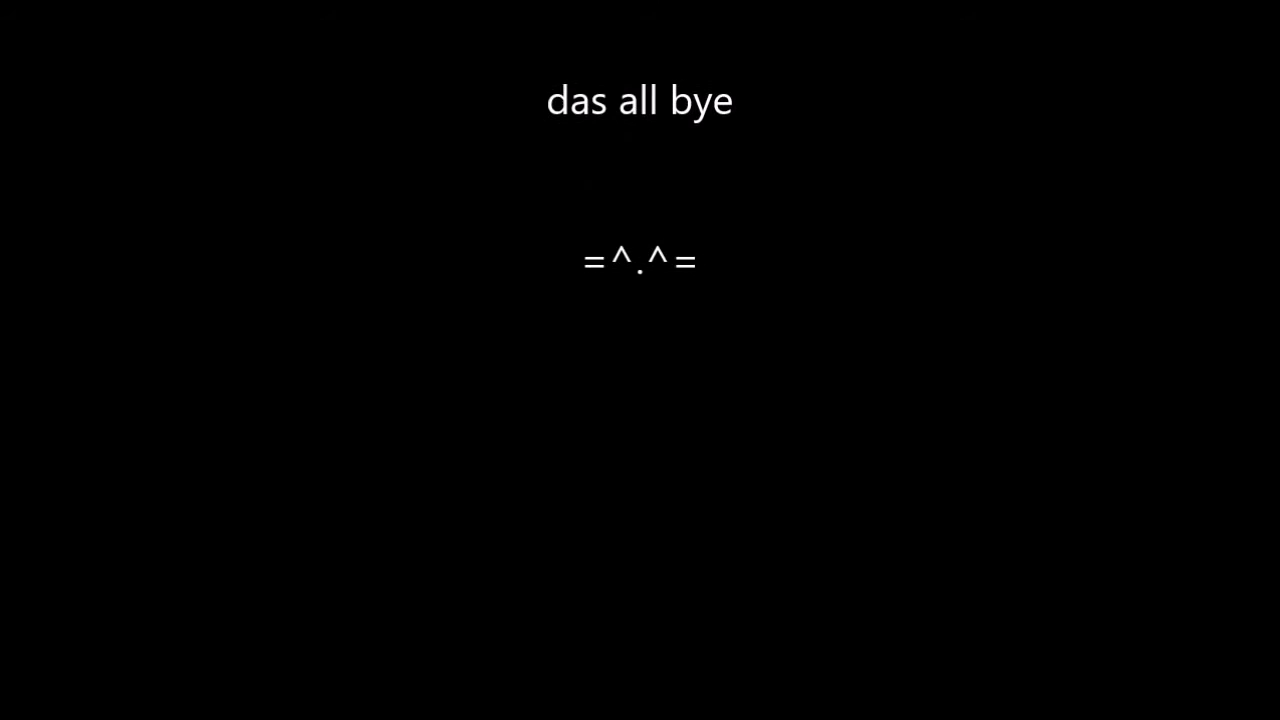 das all bye
=^.^=